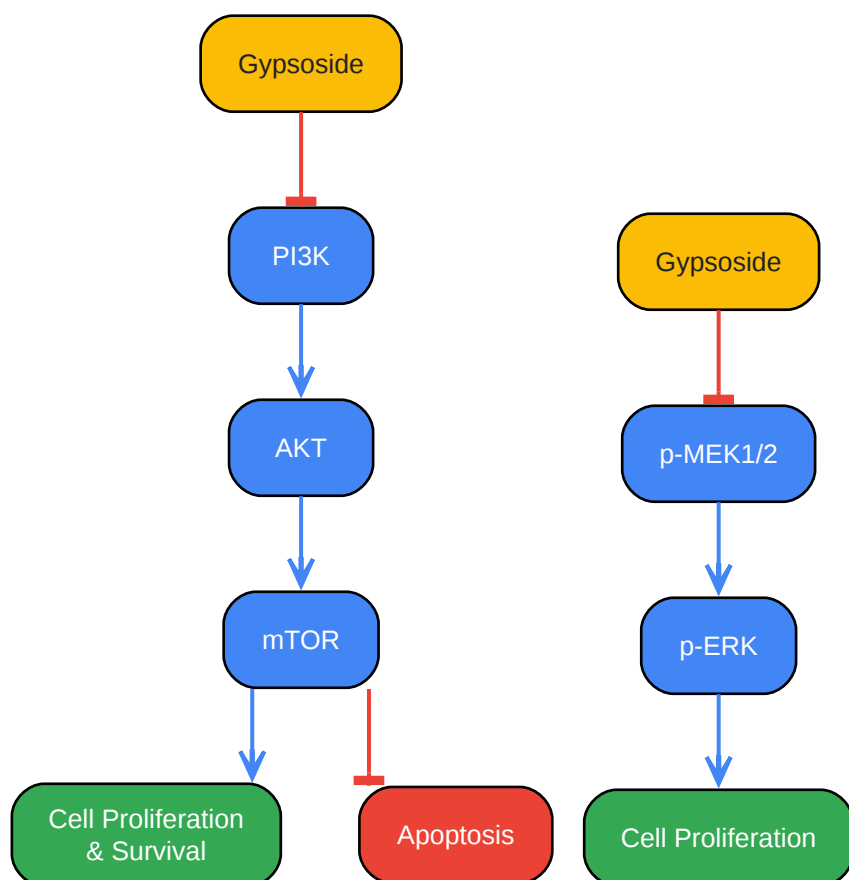 Gypsoside
PI3K
AKT
mTOR
Cell Proliferation
& Survival
Apoptosis
Gypsoside
p-MEK1/2
p-ERK
Cell Proliferation